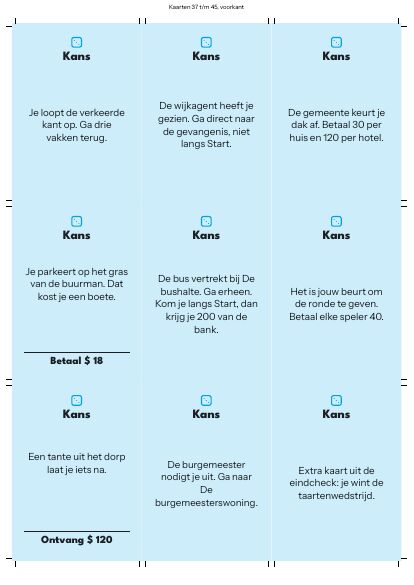 Kaarten 37 t/m 45, voorkant
Kans
Je loopt de verkeerde
kant op. Ga drie
vakken terug.
Kans
De wijkagent heeft je
gezien. Ga direct naar
de gevangenis, niet
langs Start.
Kans
De gemeente keurt je
dak af. Betaal 30 per
huis en 120 per hotel.
Kans
Je parkeert op het gras
van de buurman. Dat
kost je een boete.
Betaal $ 18
Kans
De bus vertrekt bij De
bushalte. Ga erheen.
Kom je langs Start, dan
krijg je 200 van de
bank.
Kans
Het is jouw beurt om
de ronde te geven.
Betaal elke speler 40.
Kans
Een tante uit het dorp
laat je iets na.
Ontvang $ 120
Kans
De burgemeester
nodigt je uit. Ga naar
De
burgemeesterswoning.
Kans
Extra kaart uit de
eindcheck: je wint de
taartenwedstrijd.